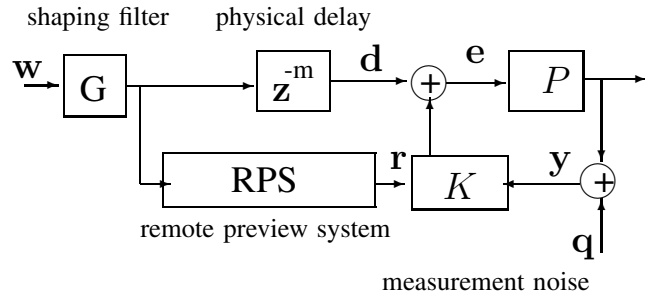 shaping filter physical delay
w G z^-m d + e P
RPS r K y +
remote preview system q
measurement noise